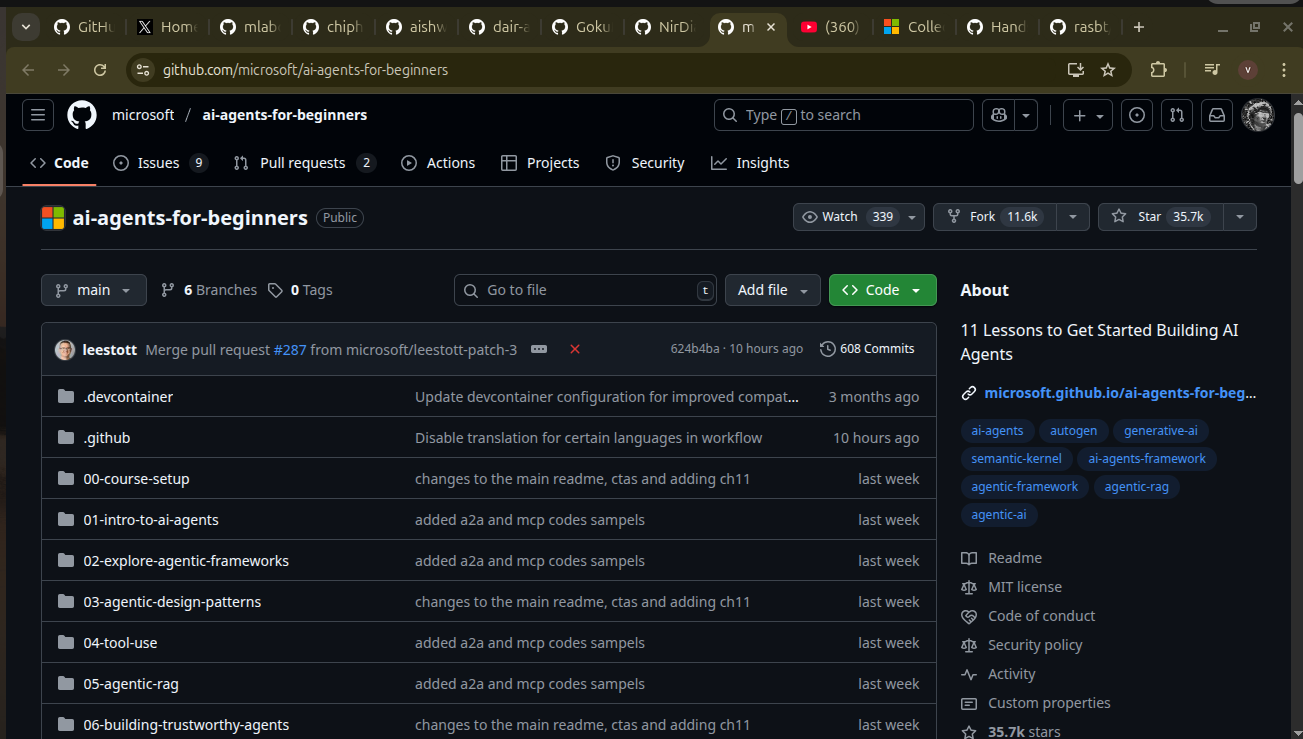 GitHu
Home
mlab
chiph
aishw
dair-a
Goku
NirDi
m
(360)
Colle
Hand
rasbt
github.com/microsoft/ai-agents-for-beginners
v
microsoft / ai-agents-for-beginners
Type / to search
Code
Issues 9
Pull requests 2
Actions
Projects
Security
Insights
ai-agents-for-beginners Public
Watch 339
Fork 11.6k
Star 35.7k
main
6 Branches
0 Tags
Go to file t
Add file
Code
leestott Merge pull request #287 from microsoft/leestott-patch-3
624b4ba · 10 hours ago
608 Commits
.devcontainer Update devcontainer configuration for improved compat... 3 months ago
.github Disable translation for certain languages in workflow 10 hours ago
00-course-setup changes to the main readme, ctas and adding ch11 last week
01-intro-to-ai-agents added a2a and mcp codes sampels last week
02-explore-agentic-frameworks added a2a and mcp codes sampels last week
03-agentic-design-patterns changes to the main readme, ctas and adding ch11 last week
04-tool-use added a2a and mcp codes sampels last week
05-agentic-rag added a2a and mcp codes sampels last week
06-building-trustworthy-agents changes to the main readme, ctas and adding ch11 last week
About
11 Lessons to Get Started Building AI
Agents
microsoft.github.io/ai-agents-for-beg...
ai-agents autogen generative-ai
semantic-kernel ai-agents-framework
agentic-framework agentic-rag
agentic-ai
Readme
MIT license
Code of conduct
Security policy
Activity
Custom properties
35.7k stars